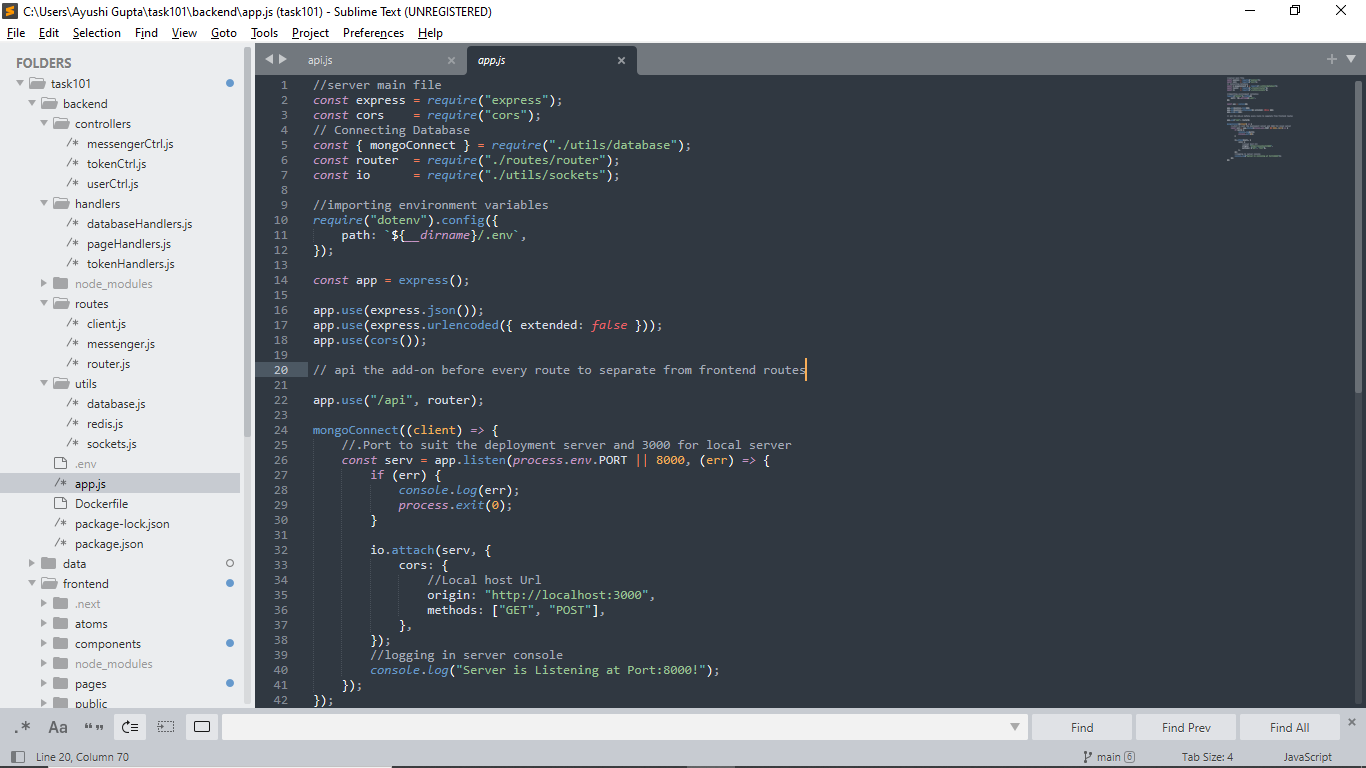 C:\Users\Ayushi Gupta\task101\backend\app.js (task101) - Sublime Text (UNREGISTERED)
File Edit Selection Find View Goto Tools Project Preferences Help
FOLDERS
task101
backend
controllers
/* messengerCtrl.js
/* tokenCtrl.js
/* userCtrl.js
handlers
/* databaseHandlers.js
/* pageHandlers.js
/* tokenHandlers.js
node_modules
routes
/* client.js
/* messenger.js
/* router.js
utils
/* database.js
/* redis.js
/* sockets.js
.env
/* app.js
Dockerfile
/* package-lock.json
/* package.json
data
frontend
.next
atoms
components
node_modules
pages
public
api.js × app.js ×
1 //server main file
2 const express = require("express");
3 const cors    = require("cors");
4 // Connecting Database
5 const { mongoConnect } = require("./utils/database");
6 const router  = require("./routes/router");
7 const io      = require("./utils/sockets");
8
9 //importing environment variables
10 require("dotenv").config({
11     path: `${__dirname}/.env`,
12 });
13
14 const app = express();
15
16 app.use(express.json());
17 app.use(express.urlencoded({ extended: false }));
18 app.use(cors());
19
20 // api the add-on before every route to separate from frontend routes
21
22 app.use("/api", router);
23
24 mongoConnect((client) => {
25     //.Port to suit the deployment server and 3000 for local server
26     const serv = app.listen(process.env.PORT || 8000, (err) => {
27         if (err) {
28             console.log(err);
29             process.exit(0);
30         }
31
32         io.attach(serv, {
33             cors: {
34                 //Local host Url
35                 origin: "http://localhost:3000",
36                 methods: ["GET", "POST"],
37             },
38         });
39         //logging in server console
40         console.log("Server is Listening at Port:8000!");
41     });
42 });
.* Aa “” Find Find Prev Find All ×
Line 20, Column 70 main 6 Tab Size: 4 JavaScript